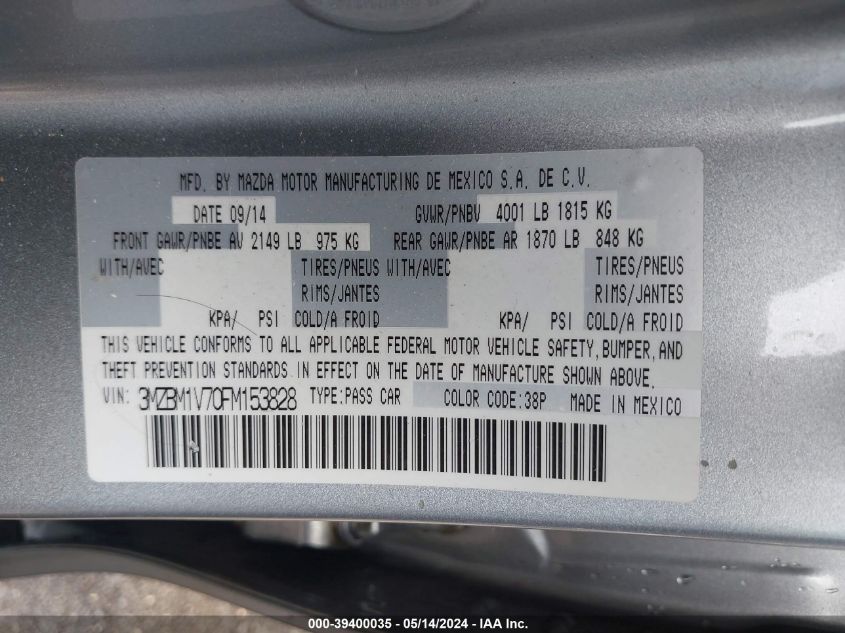 MFD. BY MAZDA MOTOR MANUFACTURING DE MEXICO S.A. DE C.V.
DATE 09/14 GVWR/PNBV 4001 LB 1815 KG
FRONT GAWR/PNBE AV 2149 LB 975 KG REAR GAWR/PNBE AR 1870 LB 848 KG
WITH/AVEC TIRES/PNEUS WITH/AVEC TIRES/PNEUS
RIMS/JANTES RIMS/JANTES
KPA/ PSI COLD/A FROID KPA/ PSI COLD/A FROID
THIS VEHICLE CONFORMS TO ALL APPLICABLE FEDERAL MOTOR VEHICLE SAFETY, BUMPER, AND
THEFT PREVENTION STANDARDS IN EFFECT ON THE DATE OF MANUFACTURE SHOWN ABOVE.
VIN: 3MZBM1V70FM153828 TYPE:PASS CAR COLOR CODE:38P MADE IN MEXICO
000-39400035 - 05/14/2024 - IAA Inc.